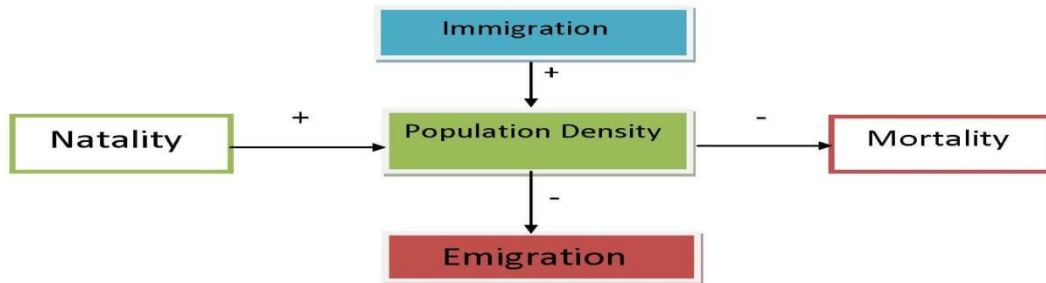 Immigration
+
Natality
+
Population Density
-
Mortality
-
Emigration